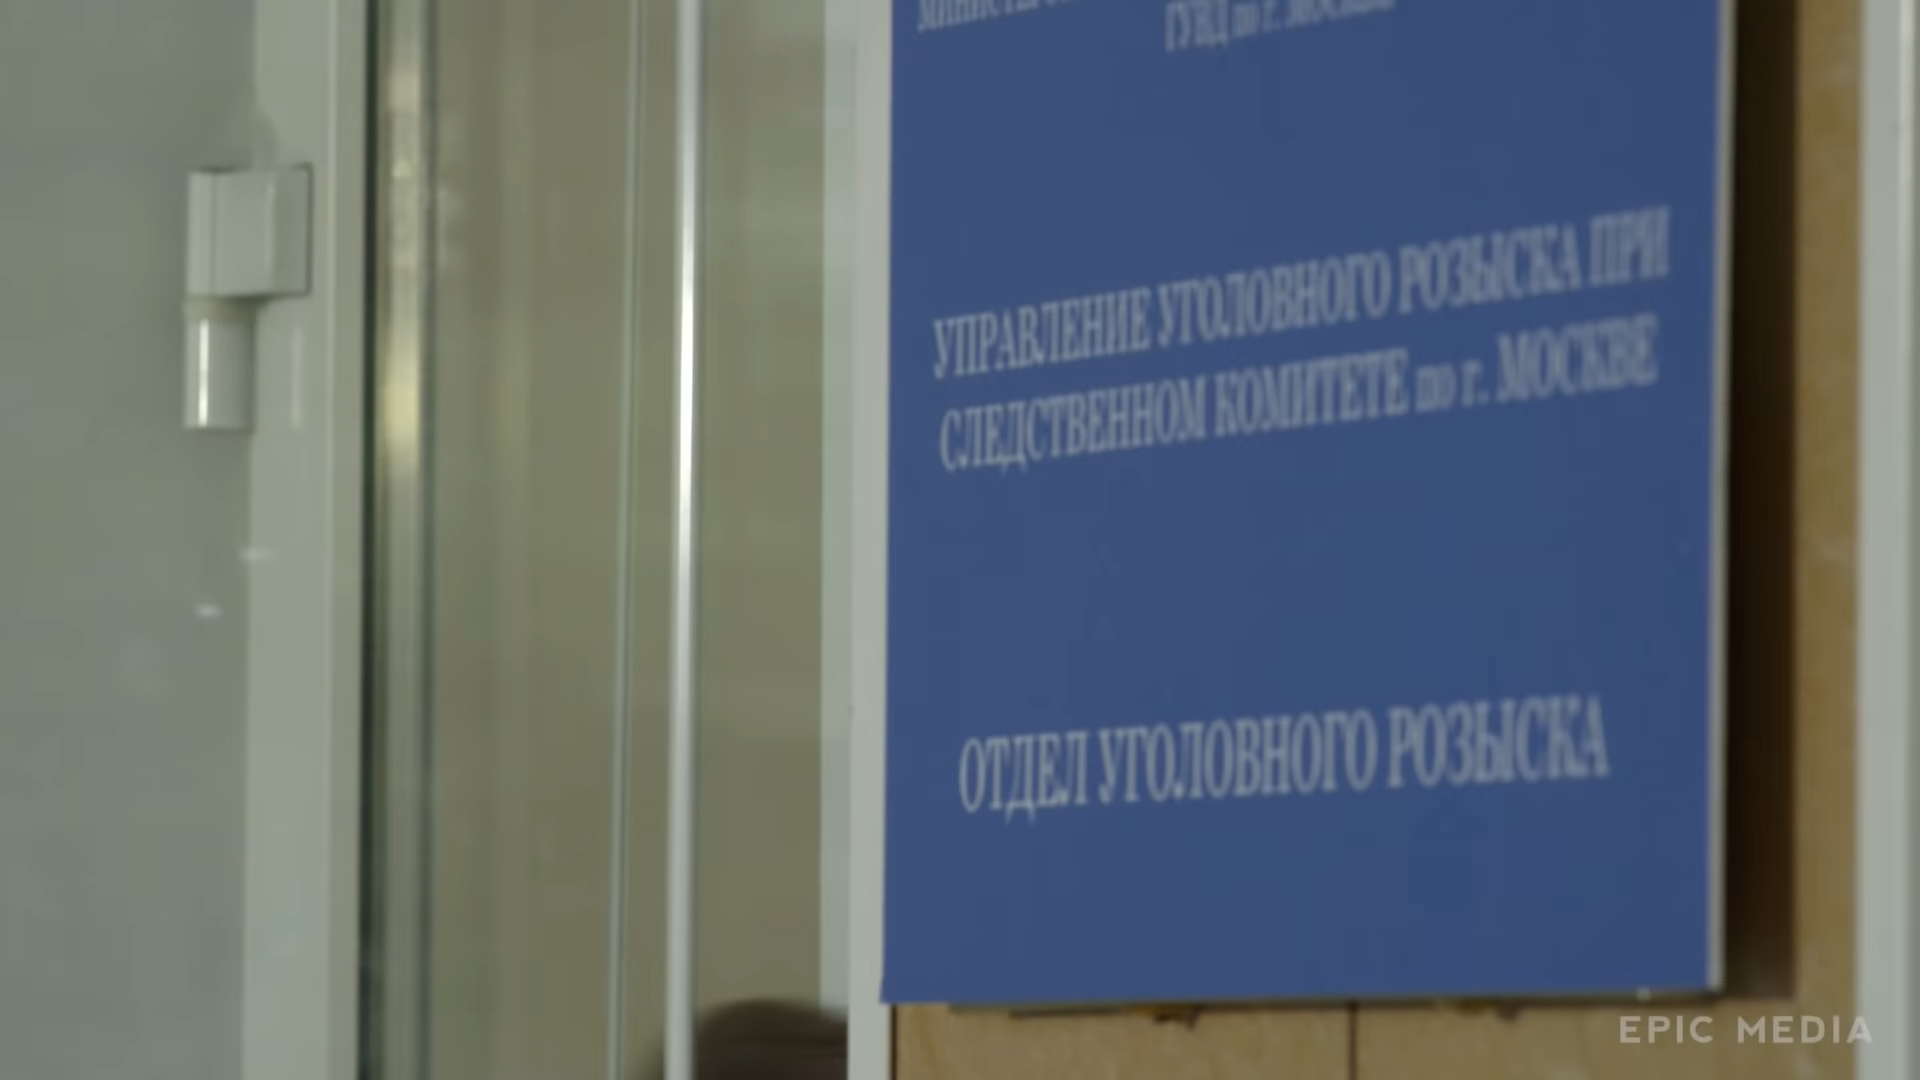 ГУВД по г. МОСКВЕ
УПРАВЛЕНИЕ УГОЛОВНОГО РОЗЫСКА ПРИ
СЛЕДСТВЕННОМ КОМИТЕТЕ по г. МОСКВЕ
ОТДЕЛ УГОЛОВНОГО РОЗЫСКА
EPIC MEDIA